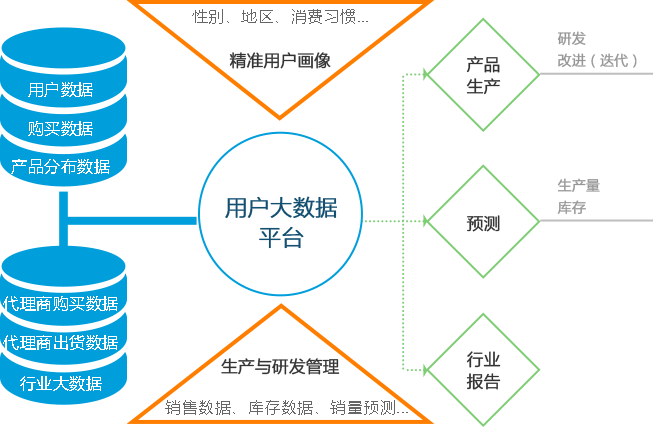 性别、地区、消费习惯...
精准用户画像
用户数据
购买数据
产品分布数据
用户大数据
平台
代理商购买数据
代理商出货数据
行业大数据
生产与研发管理
销售数据、库存数据、销量预测...
产品
生产
研发
改进（迭代）
预测
生产量
库存
行业
报告